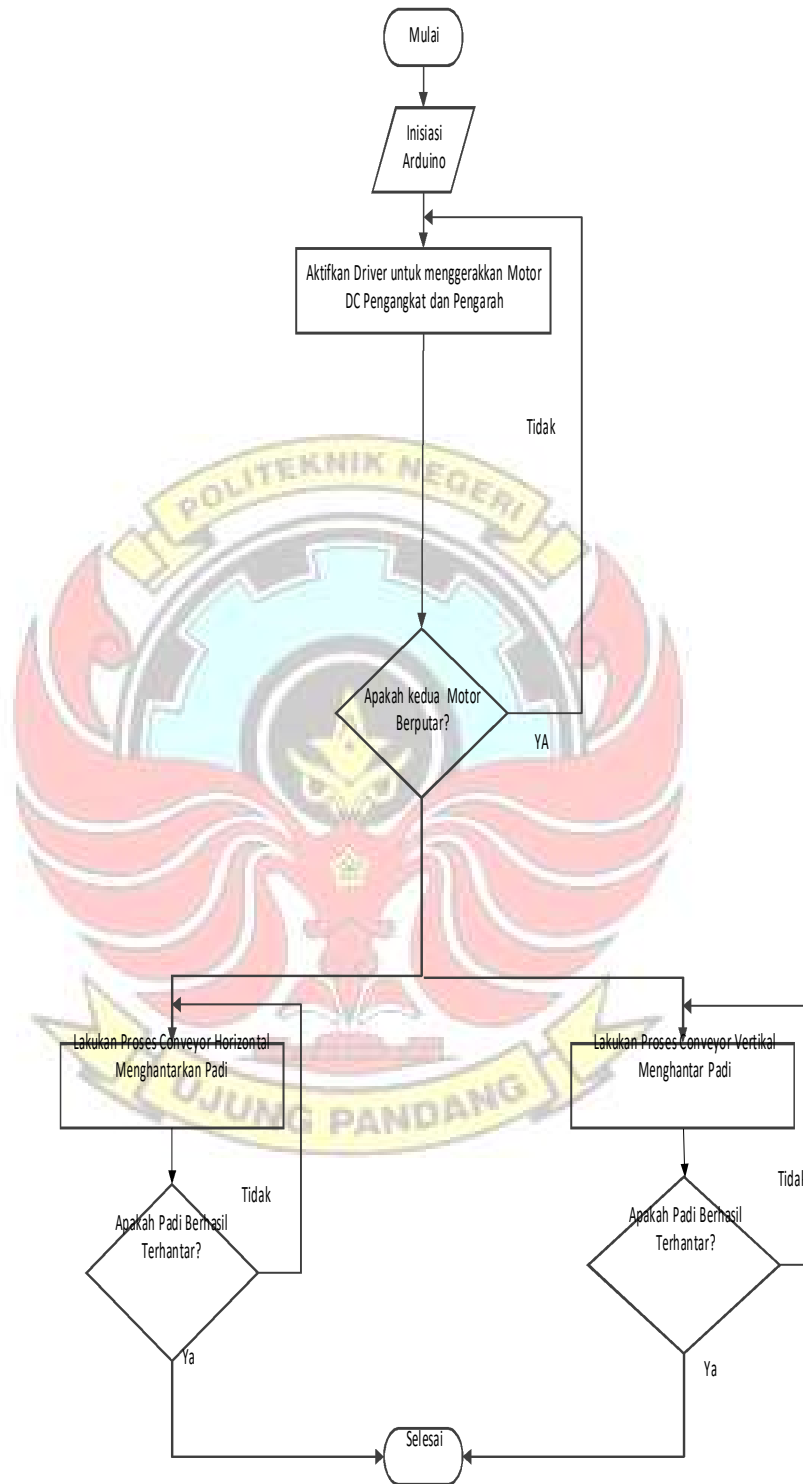 Mulai
Inisiasi
Arduino
Aktifkan Driver untuk menggerakkan Motor
DC Pengangkat dan Pengarah
Tidak
POLITEKNIK NEGERI
Apakah kedua Motor
Berputar?
YA
Lakukan Proses Conveyor Horizontal
Menghantarkan Padi
Lakukan Proses Conveyor Vertikal
Menghantar Padi
UJUNG PANDANG
Tidak
Apakah Padi Berhasil
Terhantar?
Ya
Tidak
Apakah Padi Berhasil
Terhantar?
Ya
Selesai